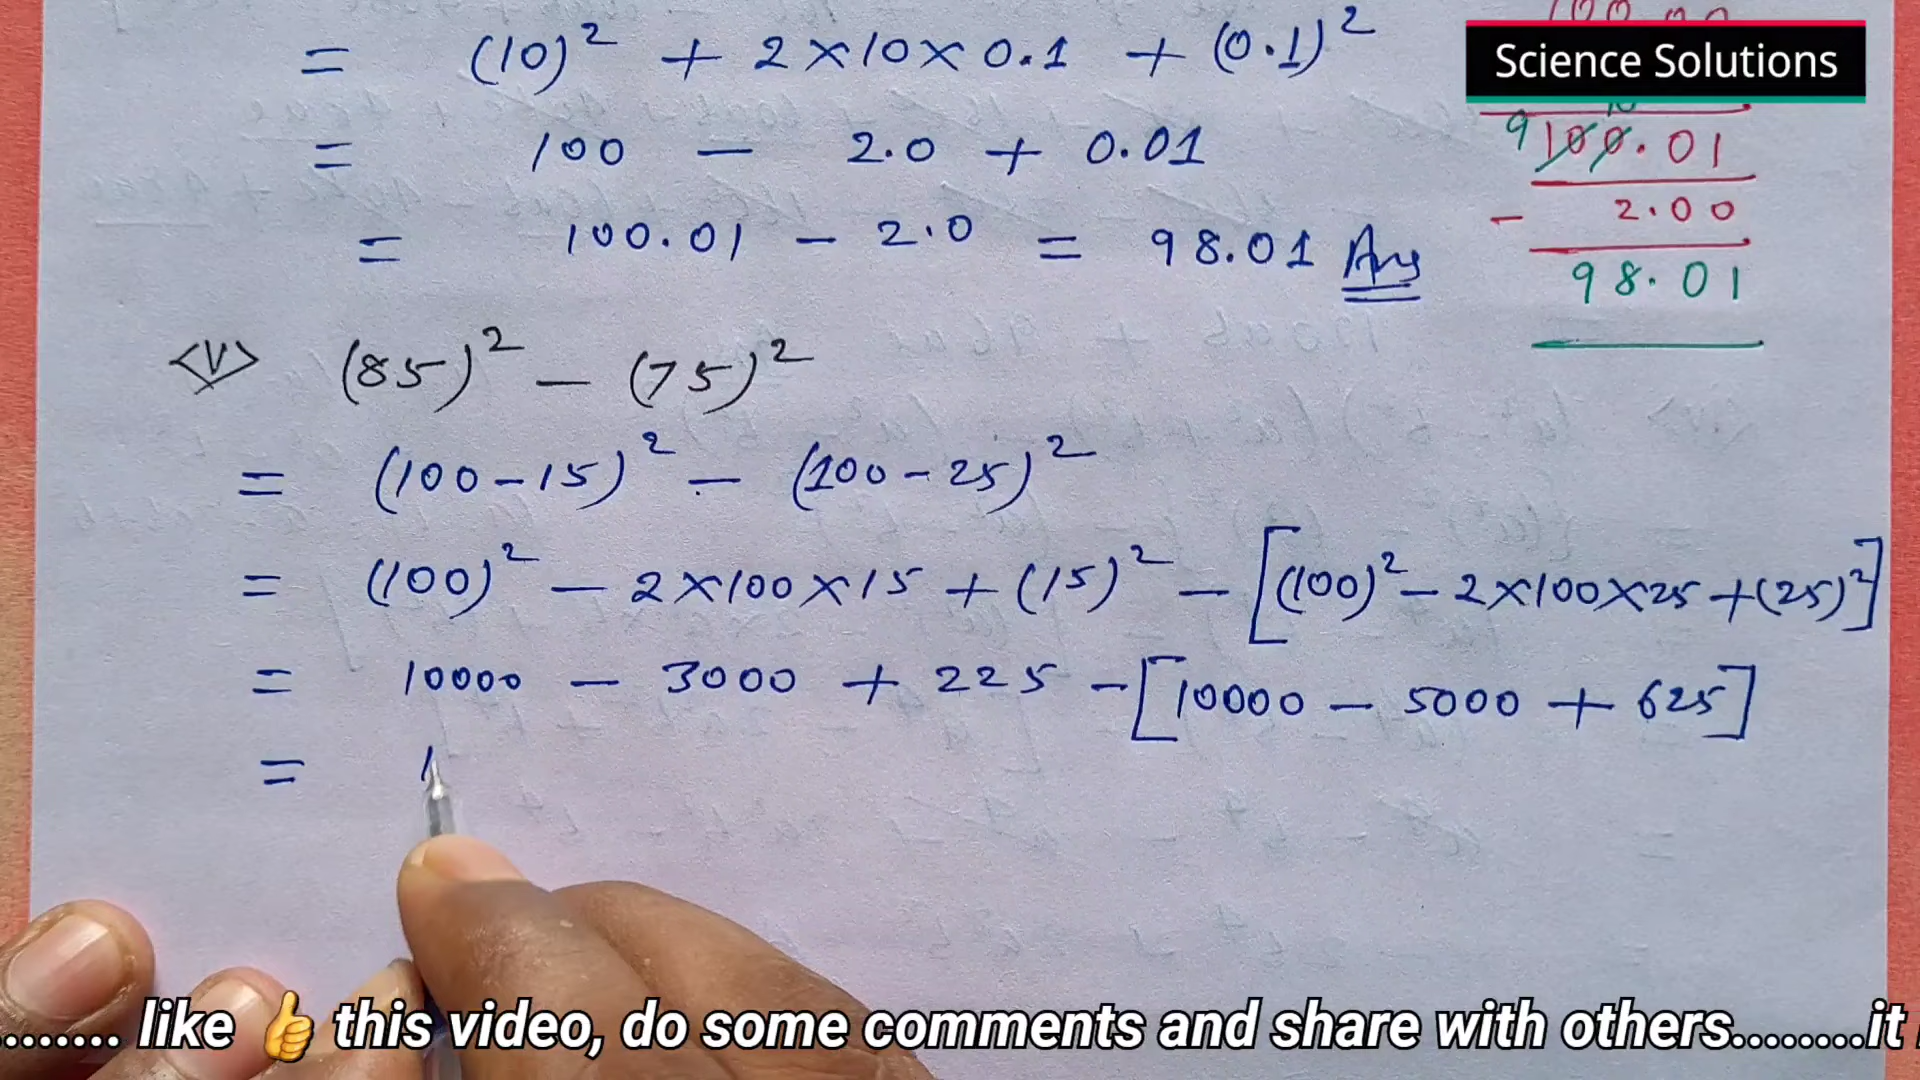 = (10)² + 2×10×0.1 + (0.1)²
Science Solutions
= 100 − 2.0 + 0.01
100.01
− 2.00
98.01
= 100.01 − 2.0 = 98.01 Ans
<V> (85)² − (75)²
= (100−15)² − (100−25)²
= (100)² − 2×100×15 + (15)² − [(100)² − 2×100×25 + (25)²]
= 10000 − 3000 + 225 − [10000 − 5000 + 625]
= 1
........ like 👍 this video, do some comments and share with others........it